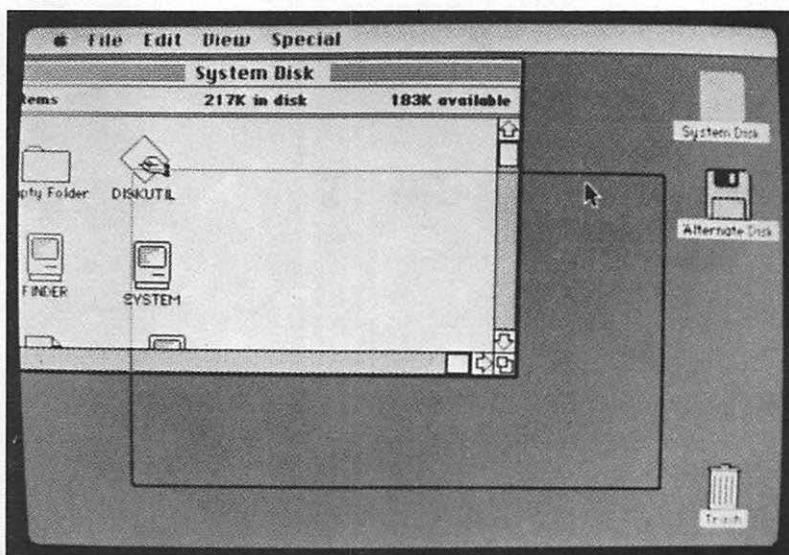 File Edit View Special
System Disk
tems 217K in disk 183K available
System Disk
pty Folder DISKUTIL
Alternate Disk
FINDER SYSTEM
Trash